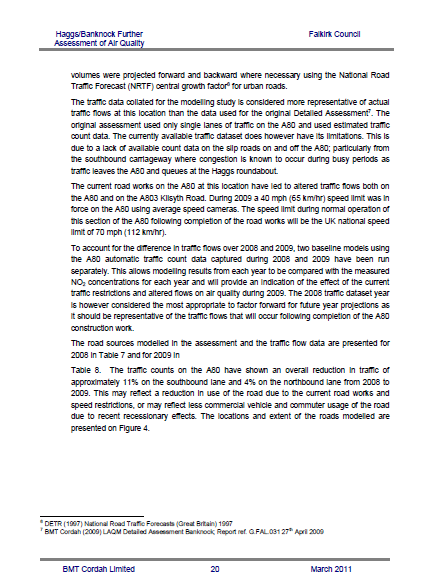 Haggs/Banknock Further Falkirk Council
Assessment of Air Quality
volumes were projected forward and backward where necessary using the National Road
Traffic Forecast (NRTF) central growth factor⁶ for urban roads.
The traffic data collated for the modelling study is considered more representative of actual
traffic flows at this location than the data used for the original Detailed Assessment⁷. The
original assessment used only single lanes of traffic on the A80 and used estimated traffic
count data. The currently available traffic dataset does however have its limitations. This is
due to a lack of available count data on the slip roads on and off the A80; particularly from
the southbound carriageway where congestion is known to occur during busy periods as
traffic leaves the A80 and queues at the Haggs roundabout.
The current road works on the A80 at this location have led to altered traffic flows both on
the A80 and on the A803 Kilsyth Road. During 2009 a 40 mph (65 km/hr) speed limit was in
force on the A80 using average speed cameras. The speed limit during normal operation of
this section of the A80 following completion of the road works will be the UK national speed
limit of 70 mph (112 km/hr).
To account for the difference in traffic flows over 2008 and 2009, two baseline models using
the A80 automatic traffic count data captured during 2008 and 2009 have been run
separately. This allows modelling results from each year to be compared with the measured
NO₂ concentrations for each year and will provide an indication of the effect of the current
traffic restrictions and altered flows on air quality during 2009. The 2008 traffic dataset year
is however considered the most appropriate to factor forward for future year projections as
it should be representative of the traffic flows that will occur following completion of the A80
construction work.
The road sources modelled in the assessment and the traffic flow data are presented for
2008 in Table 7 and for 2009 in
Table 8. The traffic counts on the A80 have shown an overall reduction in traffic of
approximately 11% on the southbound lane and 4% on the northbound lane from 2008 to
2009. This may reflect a reduction in use of the road due to the current road works and
speed restrictions, or may reflect less commercial vehicle and commuter usage of the road
due to recent recessionary effects. The locations and extent of the roads modelled are
presented on Figure 4.
⁶ DETR (1997) National Road Traffic Forecasts (Great Britain) 1997
⁷ BMT Cordah (2009) LAQM Detailed Assessment Banknock; Report ref. G.FAL.031 27ᵗʰ April 2009
BMT Cordah Limited 20 March 2011